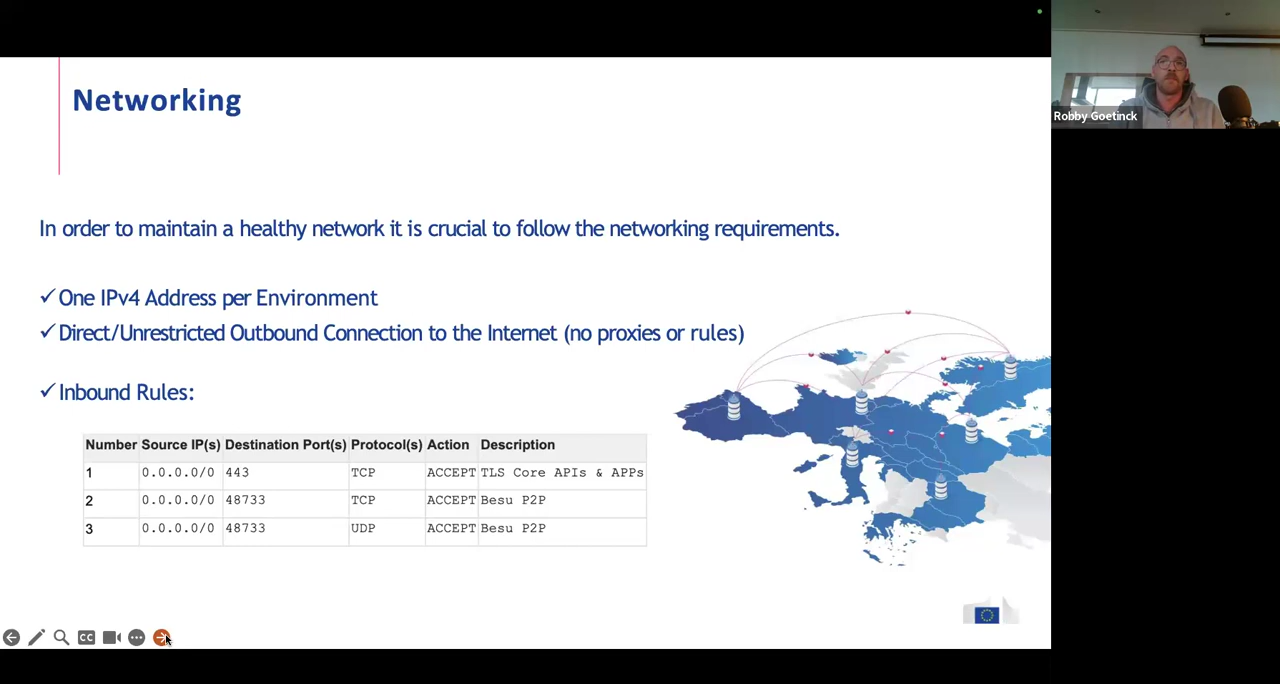 Networking
Robby Goetinck
In order to maintain a healthy network it is crucial to follow the networking requirements.
✓ One IPv4 Address per Environment
✓ Direct/Unrestricted Outbound Connection to the Internet (no proxies or rules)
✓ Inbound Rules:
Number Source IP(s) Destination Port(s) Protocol(s) Action Description
1 0.0.0.0/0 443 TCP ACCEPT TLS Core APIs & APPs
2 0.0.0.0/0 48733 TCP ACCEPT Besu P2P
3 0.0.0.0/0 48733 UDP ACCEPT Besu P2P
CC